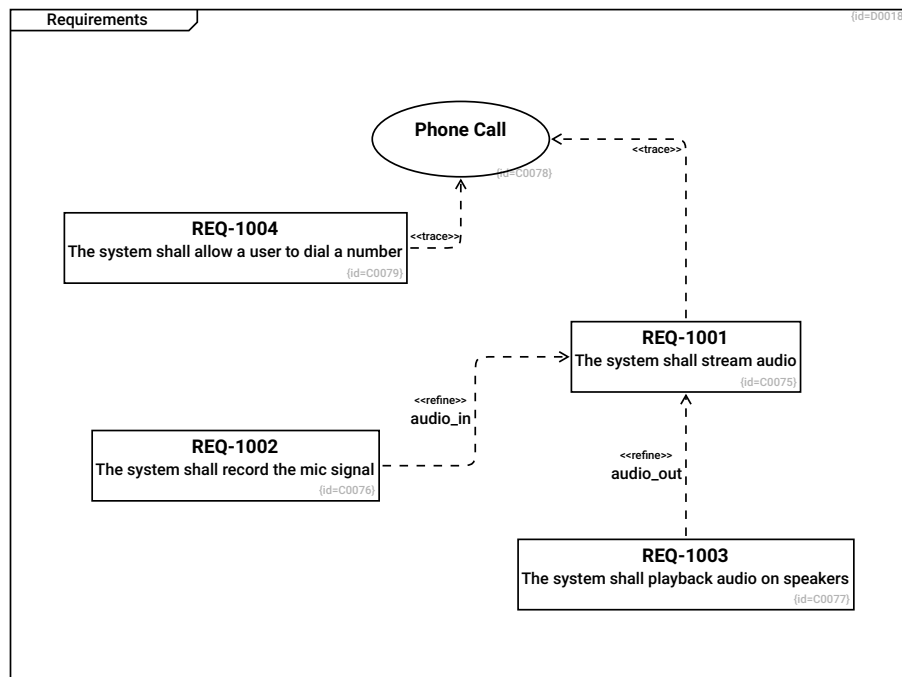 Requirements
{id=D0018
Phone Call
{id=C0078}
<<trace>>
REQ-1004
The system shall allow a user to dial a number
{id=C0079}
<<trace>>
REQ-1001
The system shall stream audio
{id=C0075}
<<refine>>
audio_in
REQ-1002
The system shall record the mic signal
{id=C0076}
<<refine>>
audio_out
REQ-1003
The system shall playback audio on speakers
{id=C0077}